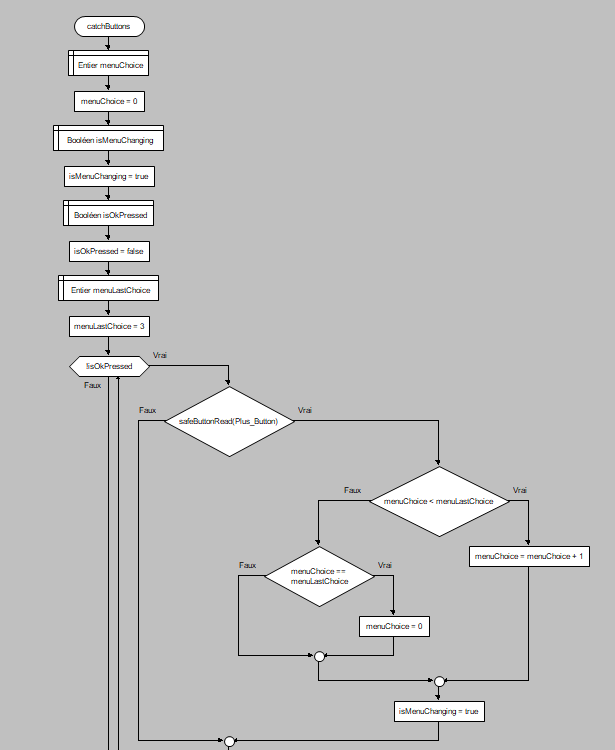 catchButtons
Entier menuChoice
menuChoice = 0
Booléen isMenuChanging
isMenuChanging = true
Booléen isOkPressed
isOkPressed = false
Entier menuLastChoice
menuLastChoice = 3
!isOkPressed
Vrai
Faux
safeButtonRead(Plus_Button)
Faux
Vrai
menuChoice < menuLastChoice
Faux
Vrai
menuChoice = menuChoice + 1
menuChoice ==
menuLastChoice
Faux
Vrai
menuChoice = 0
isMenuChanging = true